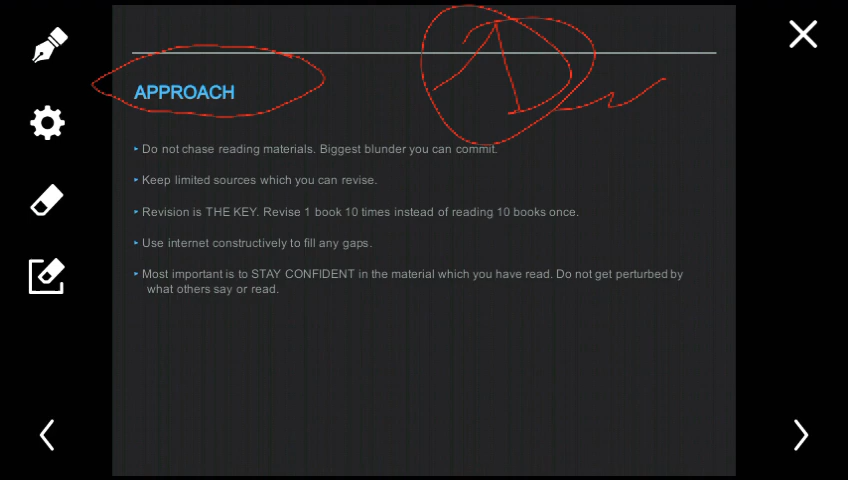 APPROACH
▸ Do not chase reading materials. Biggest blunder you can commit.
▸ Keep limited sources which you can revise.
▸ Revision is THE KEY. Revise 1 book 10 times instead of reading 10 books once.
▸ Use internet constructively to fill any gaps.
▸ Most important is to STAY CONFIDENT in the material which you have read. Do not get perturbed by
what others say or read.